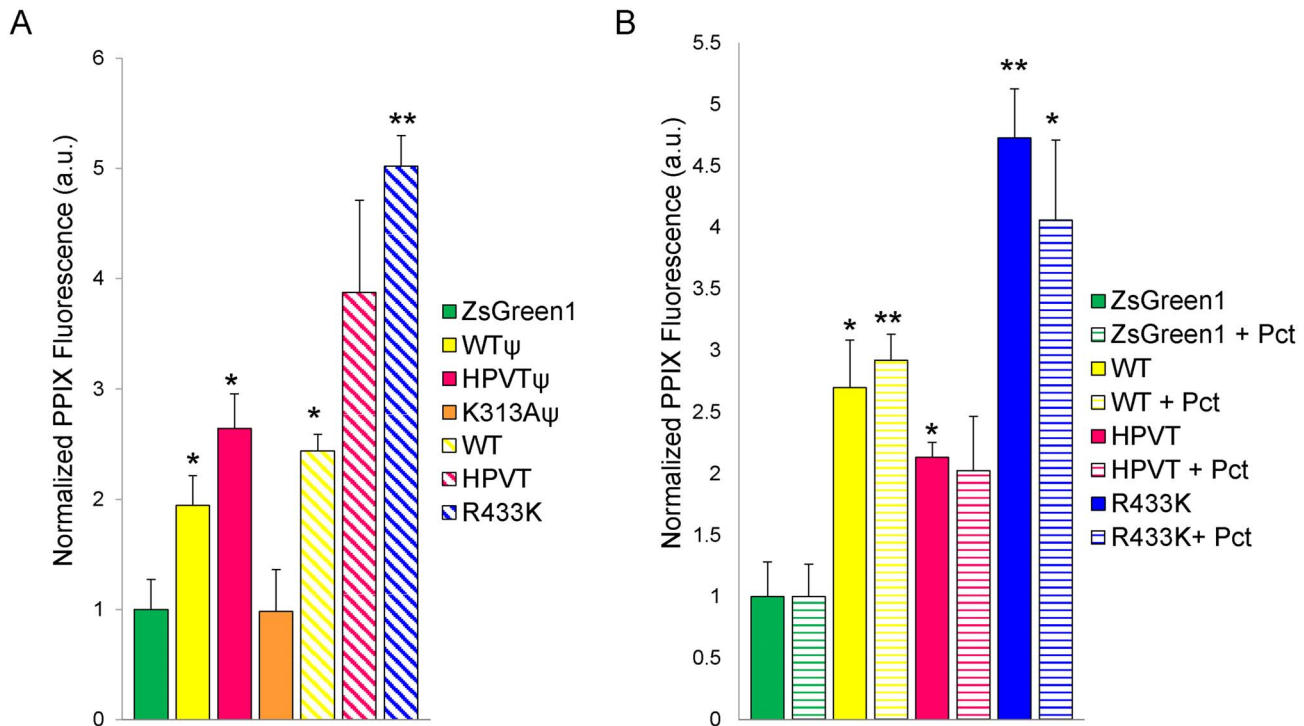 A
Normalized PPIX Fluorescence (a.u.)
6
5
4
3
2
1
0
*
*
*
**
ZsGreen1
WTψ
HPVTψ
K313Aψ
WT
HPVT
R433K
B
Normalized PPIX Fluorescence (a.u.)
5.5
5
4.5
4
3.5
3
2.5
2
1.5
1
0.5
0
*
**
*
**
*
ZsGreen1
ZsGreen1 + Pct
WT
WT + Pct
HPVT
HPVT + Pct
R433K
R433K+ Pct